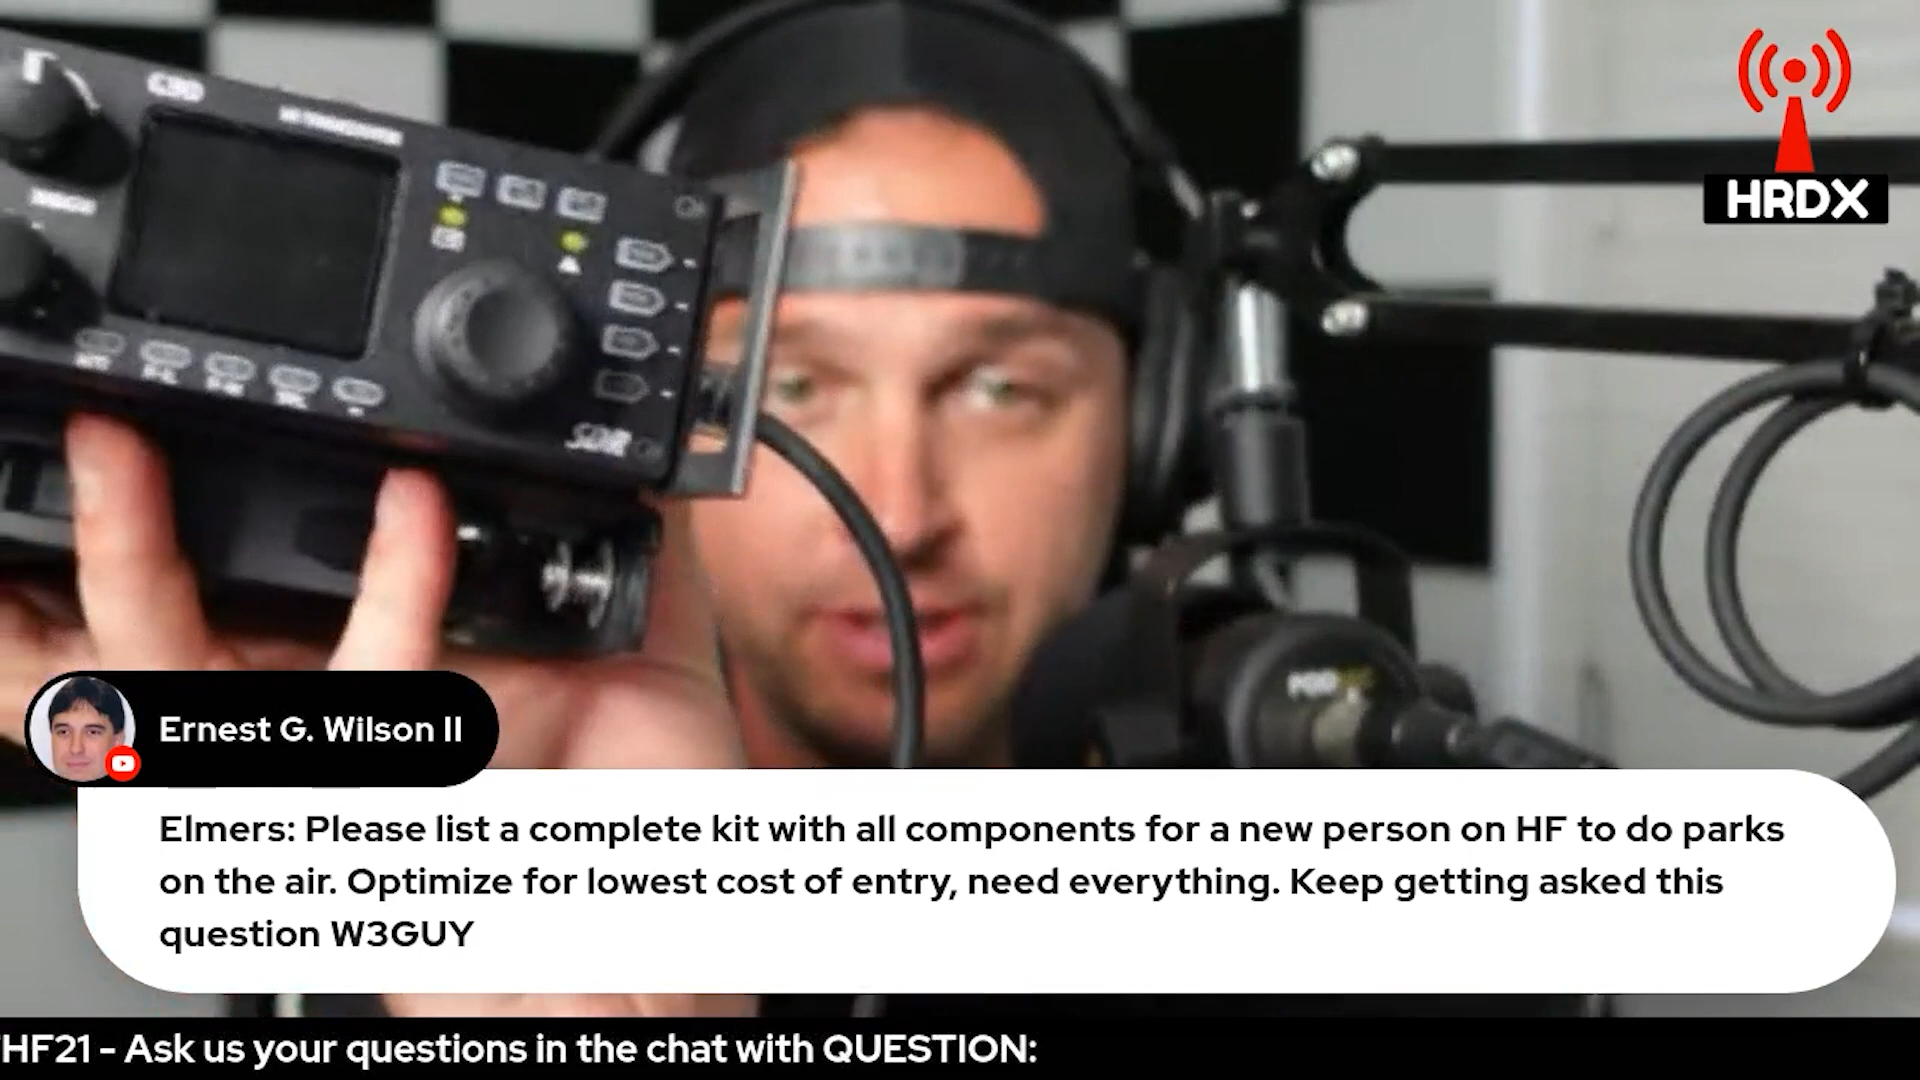 HRDX
SDR
Ernest G. Wilson II
Elmers: Please list a complete kit with all components for a new person on HF to do parks
on the air. Optimize for lowest cost of entry, need everything. Keep getting asked this
question W3GUY
HF21 - Ask us your questions in the chat with QUESTION: